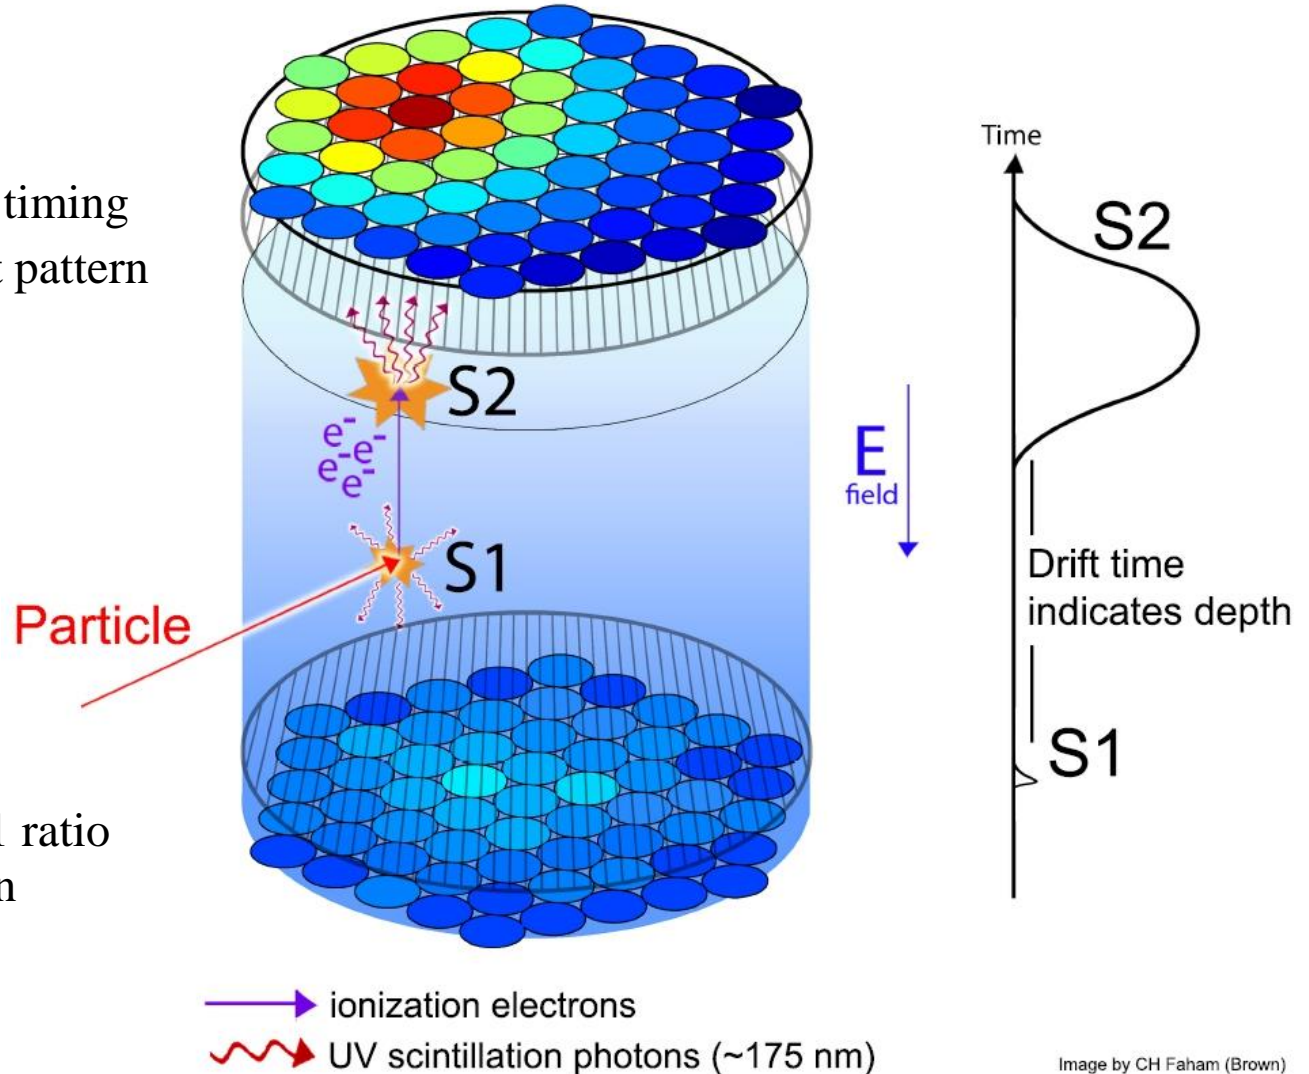 timing
pattern
ratio
Time
S2
S2
e⁻
e⁻
e⁻
e⁻
E
field
Drift time
indicates depth
S1
Particle
S1
ionization electrons
UV scintillation photons (~175 nm)
Image by CH Faham (Brown)